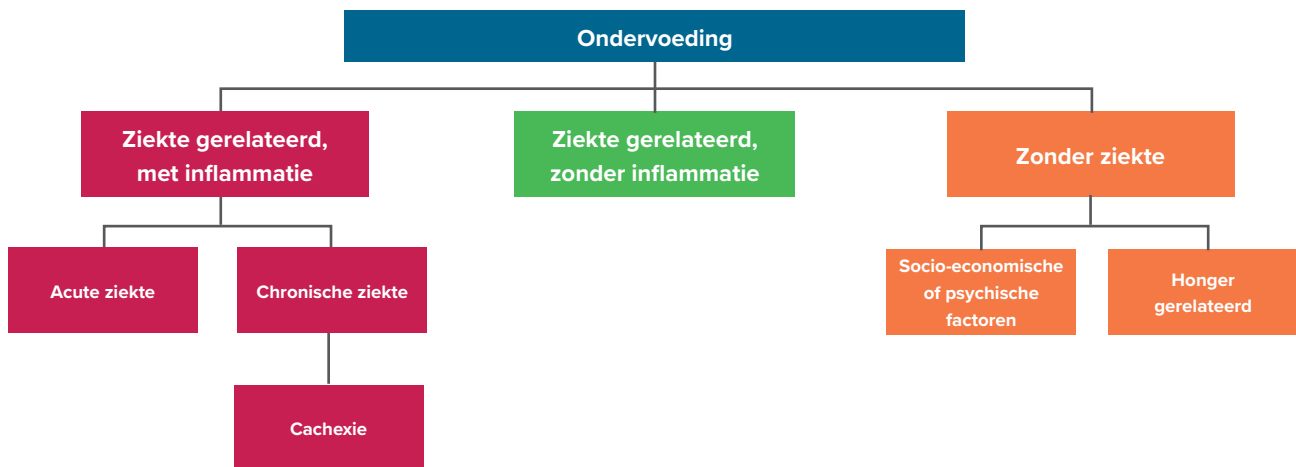 Ondervoeding
Ziekte gerelateerd,
met inflammatie
Ziekte gerelateerd,
zonder inflammatie
Zonder ziekte
Acute ziekte
Chronische ziekte
Socio-economische
of psychische
factoren
Honger
gerelateerd
Cachexie